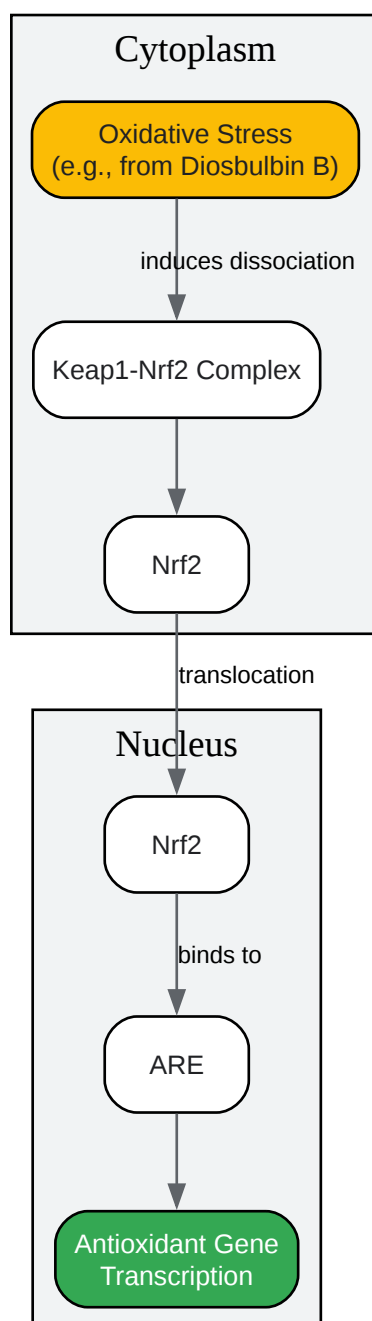 Cytoplasm
Oxidative Stress
(e.g., from Diosbulbin B)
induces dissociation
Keap1-Nrf2 Complex
Nrf2
translocation
Nucleus
Nrf2
binds to
ARE
Antioxidant Gene
Transcription